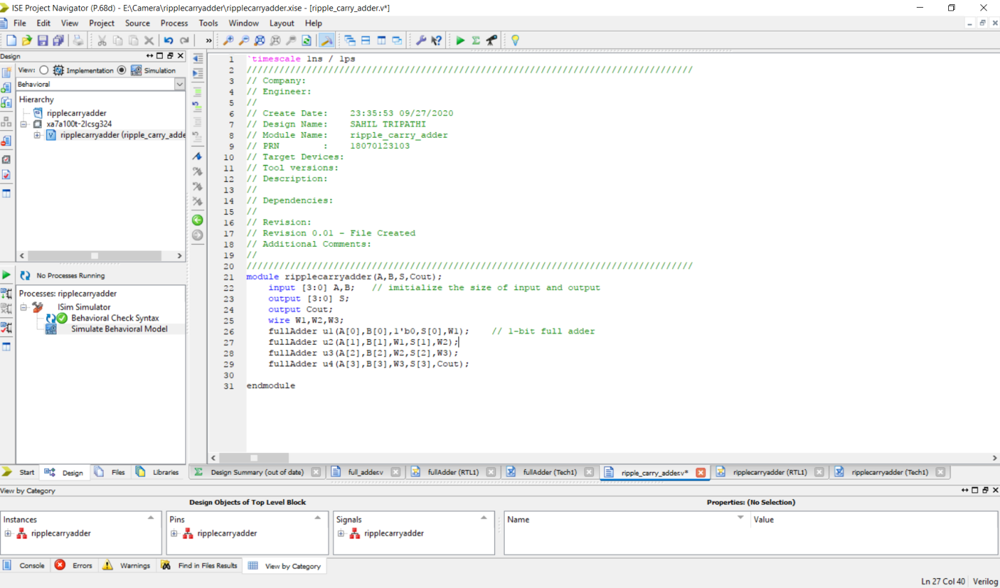 ISE Project Navigator (P.68d) - E:\Camera\ripplecarryadder\ripplecarryadder.xise - [ripple_carry_adder.v*]
File Edit View Project Source Process Tools Window Layout Help
»
Design
View: Implementation Simulation
Behavioral
Hierarchy
ripplecarryadder
xa7a100t-2Icsg324
ripplecarryadder (ripple_carry_adde
No Processes Running
Processes: ripplecarryadder
ISim Simulator
Behavioral Check Syntax
Simulate Behavioral Model
1 `timescale 1ns / 1ps
2 //////////////////////////////////////////////////////////////////////////////////
3 // Company:
4 // Engineer:
5 //
6 // Create Date: 23:35:53 09/27/2020
7 // Design Name: SAHIL TRIPATHI
8 // Module Name: ripple_carry_adder
9 // PRN : 18070123103
10 // Target Devices:
11 // Tool versions:
12 // Description:
13 //
14 // Dependencies:
15 //
16 // Revision:
17 // Revision 0.01 - File Created
18 // Additional Comments:
19 //
20 //////////////////////////////////////////////////////////////////////////////////
21 module ripplecarryadder(A,B,S,Cout);
22 input [3:0] A,B; // imitialize the size of input and output
23 output [3:0] S;
24 output Cout;
25 wire W1,W2,W3;
26 fullAdder u1(A[0],B[0],1'b0,S[0],W1); // 1-bit full adder
27 fullAdder u2(A[1],B[1],W1,S[1],W2);
28 fullAdder u3(A[2],B[2],W2,S[2],W3);
29 fullAdder u4(A[3],B[3],W3,S[3],Cout);
30
31 endmodule
Start Design Files Libraries
Design Summary (out of date) full_adder.v fullAdder (RTL1) fullAdder (Tech1) ripple_carry_adder.v* ripplecarryadder (RTL1) ripplecarryadder (Tech1)
View by Category
Design Objects of Top Level Block Properties: (No Selection)
Instances Pins Signals Name Value
ripplecarryadder ripplecarryadder ripplecarryadder
Console Errors Warnings Find in Files Results View by Category
Ln 27 Col 40 Verilog